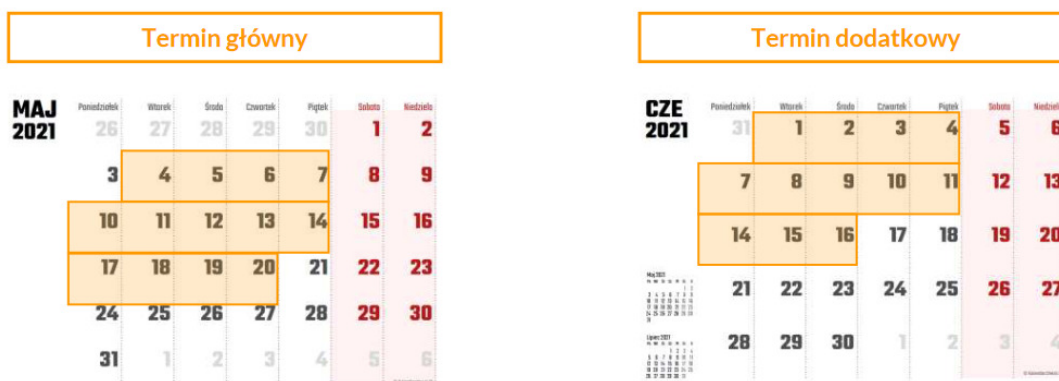 Termin główny
MAJ
2021
Poniedziałek Wtorek Środa Czwartek Piątek Sobota Niedziela
26 27 28 29 30 1 2
3 4 5 6 7 8 9
10 11 12 13 14 15 16
17 18 19 20 21 22 23
24 25 26 27 28 29 30
31 1 2 3 4 5 6
Termin dodatkowy
CZE
2021
Poniedziałek Wtorek Środa Czwartek Piątek Sobota Niedziel
31 1 2 3 4 5 6
7 8 9 10 11 12 13
14 15 16 17 18 19 20
Maj 2021
21 22 23 24 25 26 27
Lipiec 2021
28 29 30 1 2 3 4